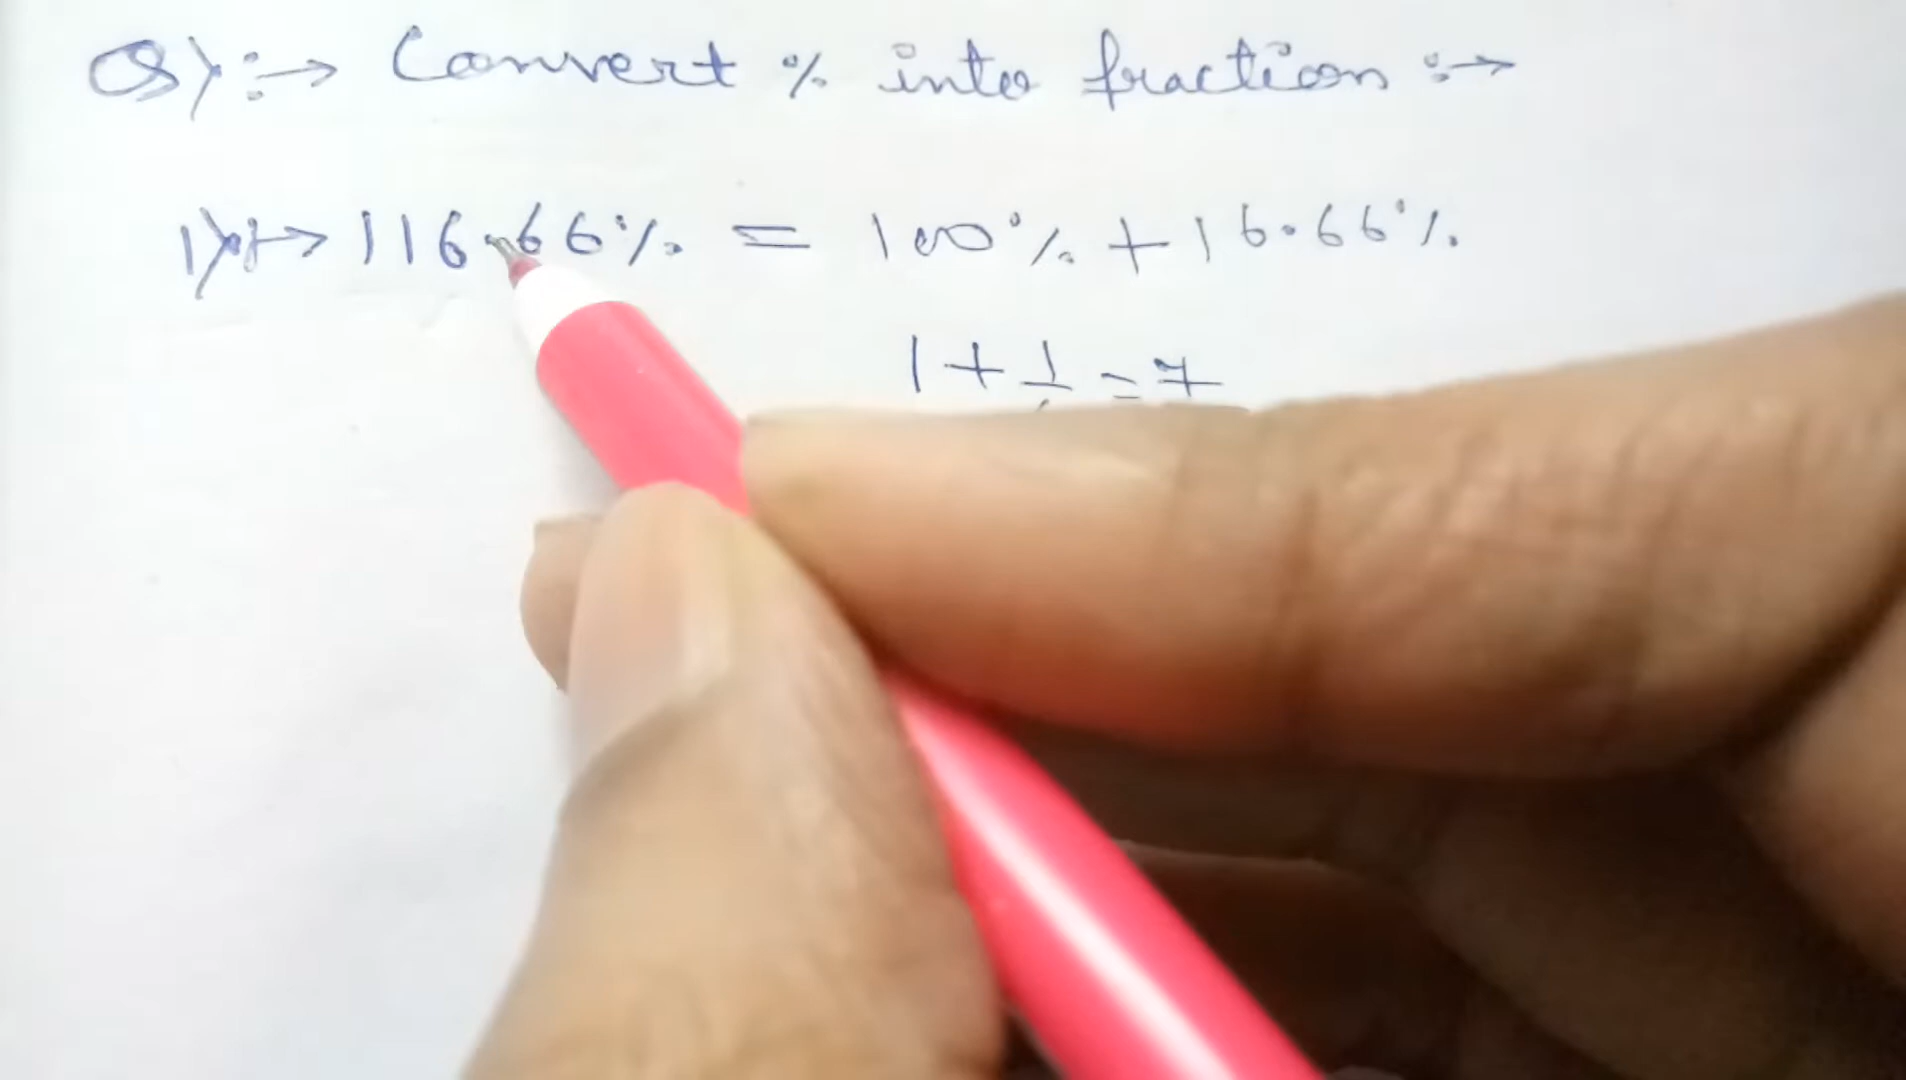 Q):→ Convert % into fraction :→
1):→ 116.66% = 100% + 16.66%
1 + 1 = 7